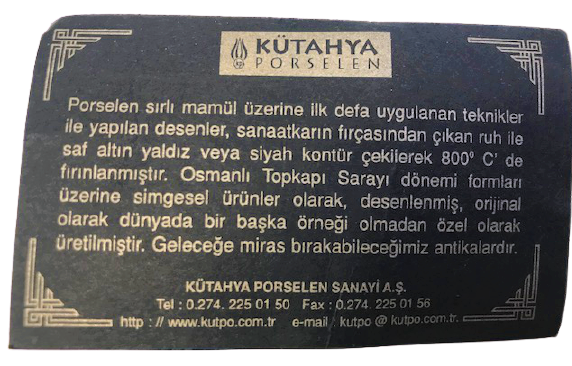 KÜTAHYA
PORSELEN
Porselen sırlı mamül üzerine ilk defa uygulanan teknikler
ile yapılan desenler, sanaatkarın fırçasından çıkan ruh ile
saf altın yaldız veya siyah kontür çekilerek 800° C' de
fırınlanmıştır. Osmanlı Topkapı Sarayı dönemi formları
üzerine simgesel ürünler olarak, desenlenmiş, orijinal
olarak dünyada bir başka örneği olmadan özel olarak
üretilmiştir. Geleceğe miras bırakabileceğimiz antikalardır.
KÜTAHYA PORSELEN SANAYİ A.Ş.
Tel : 0.274. 225 01 50 Fax : 0.274. 225 01 56
http : // www.kutpo.com.tr e-mail : kutpo @ kutpo.com.tr.